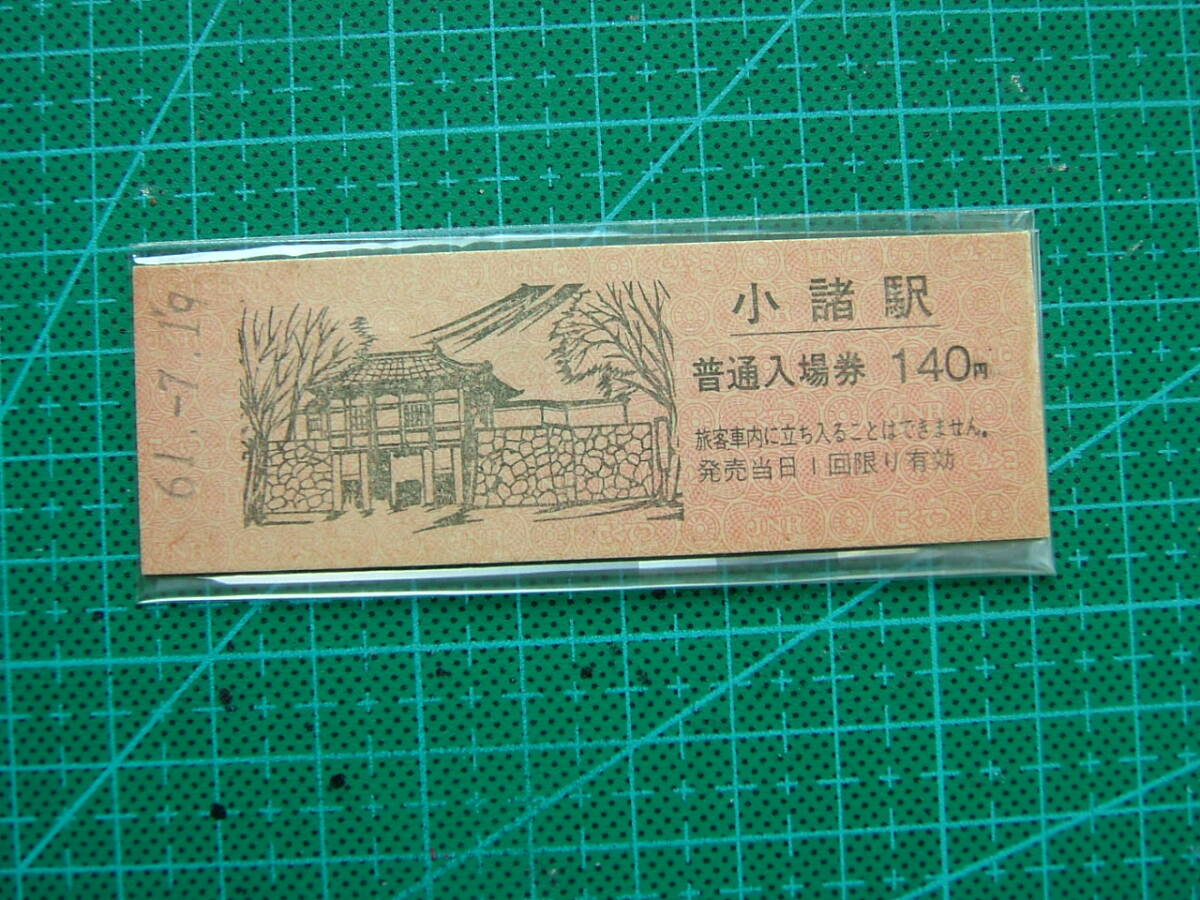 61.-7.19
小諸駅
普通入場券 140円
旅客車内に立ち入ることはできません。
発売当日1回限り有効